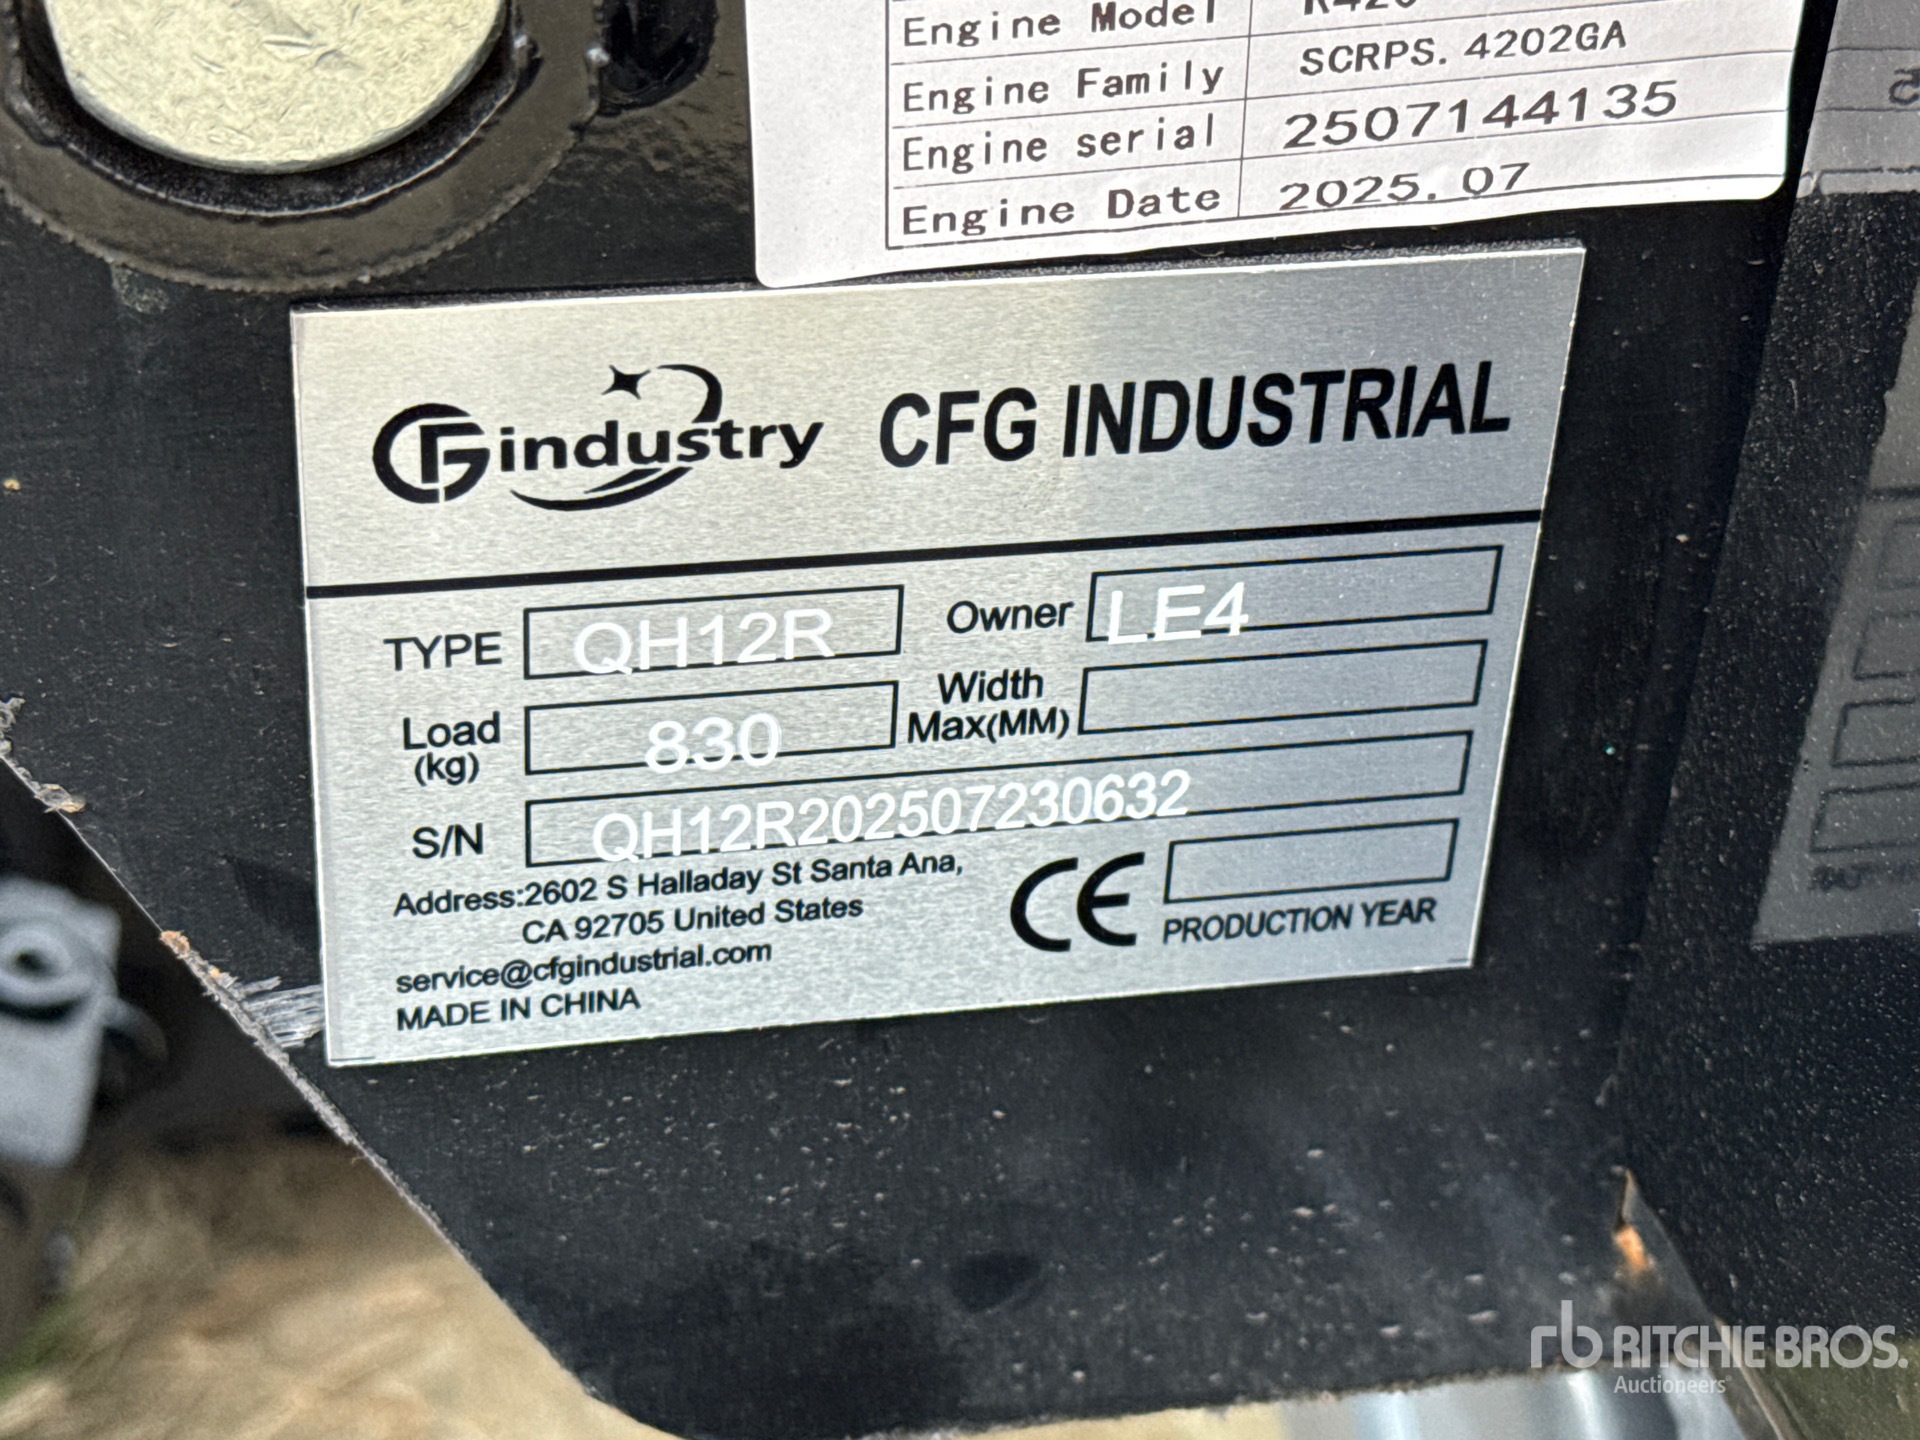 Engine Model
Engine Family SCRPS.4202GA
Engine serial 2507144135
Engine Date 2025.07
CFGindustry CFG INDUSTRIAL
TYPE QH12R Owner LE4
Load (kg) 830 Width Max(MM)
S/N QH12R202507230632
Address:2602 S Halladay St Santa Ana,
CA 92705 United States
service@cfgindustrial.com
MADE IN CHINA
CE PRODUCTION YEAR
rb RITCHIE BROS.
Auctioneers